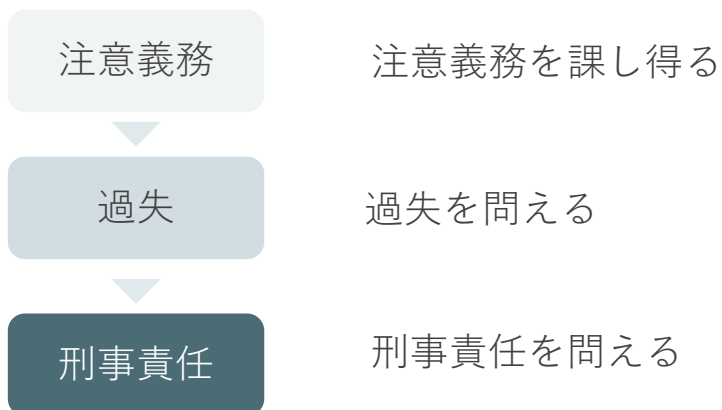 注意義務
注意義務を課し得る
過失
過失を問える
刑事責任
刑事責任を問える